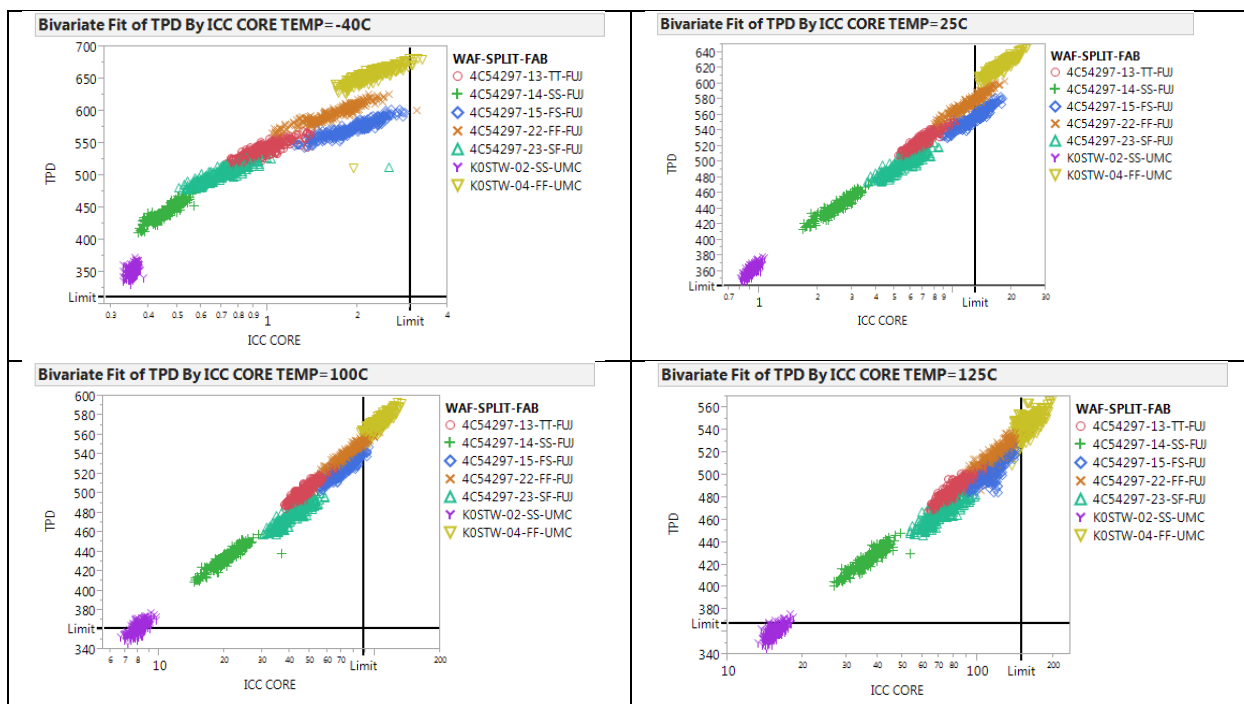 Bivariate Fit of TPD By ICC CORE TEMP=-40C
700
650
600
550
500
450
400
350
Limit
TPD
0.3 0.4 0.5 0.6 0.7 0.8 0.9 1 2 Limit 4
ICC CORE
WAF-SPLIT-FAB
4C54297-13-TT-FUJ
4C54297-14-SS-FUJ
4C54297-15-FS-FUJ
4C54297-22-FF-FUJ
4C54297-23-SF-FUJ
K0STW-02-SS-UMC
K0STW-04-FF-UMC
Bivariate Fit of TPD By ICC CORE TEMP=25C
640
620
600
580
560
540
520
500
480
460
440
420
400
380
360
Limit
TPD
0.7 1 2 3 4 5 6 7 8 9 Limit 20 30
ICC CORE
WAF-SPLIT-FAB
4C54297-13-TT-FUJ
4C54297-14-SS-FUJ
4C54297-15-FS-FUJ
4C54297-22-FF-FUJ
4C54297-23-SF-FUJ
K0STW-02-SS-UMC
K0STW-04-FF-UMC
Bivariate Fit of TPD By ICC CORE TEMP=100C
600
580
560
540
520
500
480
460
440
420
400
380
Limit
340
TPD
6 7 8 10 20 30 40 50 70 Limit 200
ICC CORE
WAF-SPLIT-FAB
4C54297-13-TT-FUJ
4C54297-14-SS-FUJ
4C54297-15-FS-FUJ
4C54297-22-FF-FUJ
4C54297-23-SF-FUJ
K0STW-02-SS-UMC
K0STW-04-FF-UMC
Bivariate Fit of TPD By ICC CORE TEMP=125C
560
540
520
500
480
460
440
420
400
380
Limit
340
TPD
10 20 30 40 50 60 80 100 Limit 200
ICC CORE
WAF-SPLIT-FAB
4C54297-13-TT-FUJ
4C54297-14-SS-FUJ
4C54297-15-FS-FUJ
4C54297-22-FF-FUJ
4C54297-23-SF-FUJ
K0STW-02-SS-UMC
K0STW-04-FF-UMC